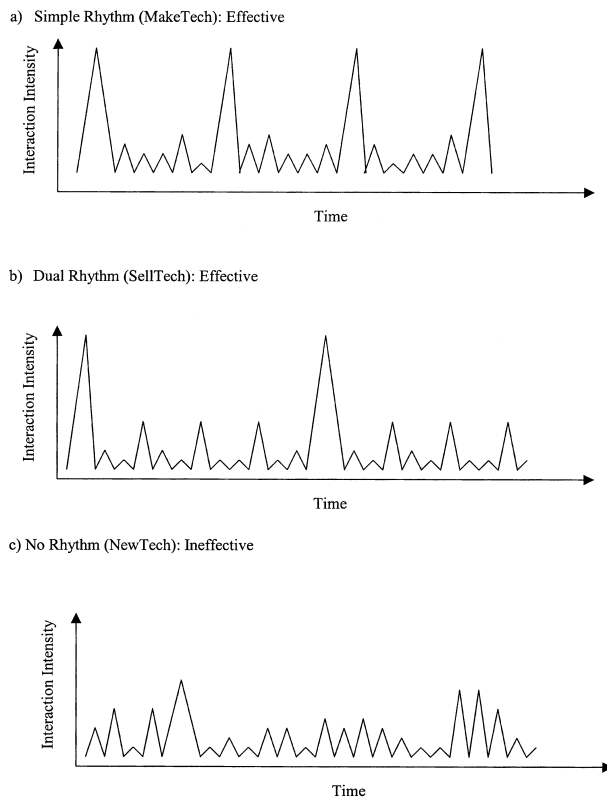 a) Simple Rhythm (MakeTech): Effective
Interaction Intensity
Time
b) Dual Rhythm (SellTech): Effective
Interaction Intensity
Time
c) No Rhythm (NewTech): Ineffective
Interaction Intensity
Time